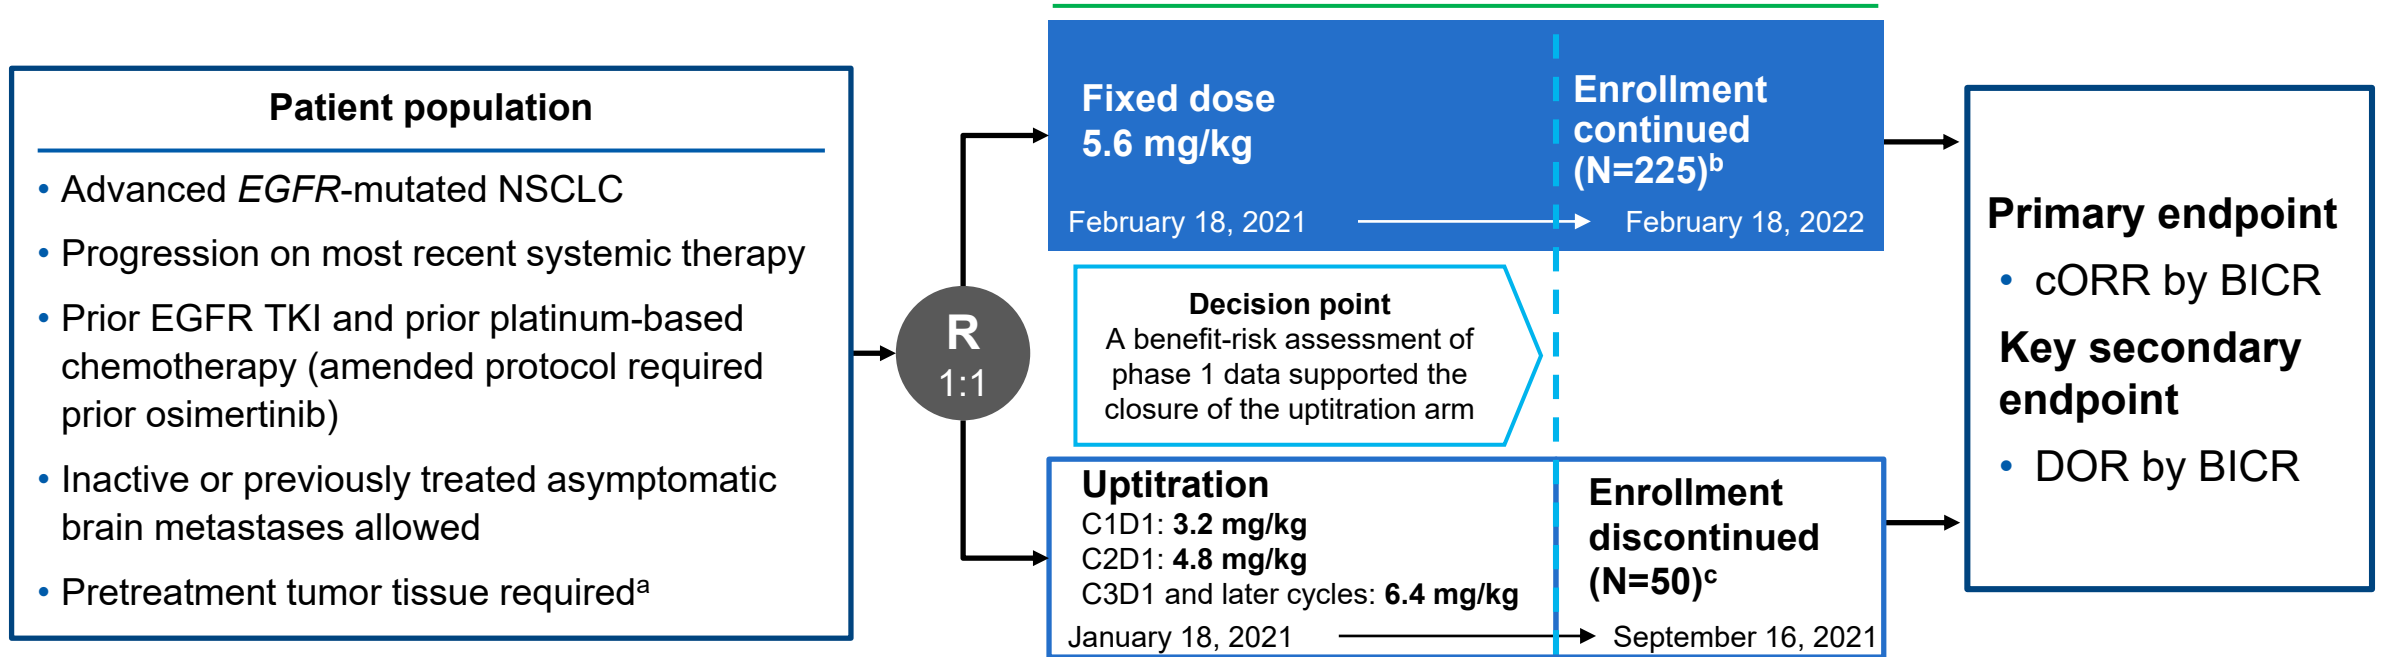 Patient population
• Advanced EGFR-mutated NSCLC
• Progression on most recent systemic therapy
• Prior EGFR TKI and prior platinum-based
chemotherapy (amended protocol required
prior osimertinib)
• Inactive or previously treated asymptomatic
brain metastases allowed
• Pretreatment tumor tissue requiredᵃ
R
1:1
Fixed dose
5.6 mg/kg
Enrollment
continued
(N=225)ᵇ
February 18, 2021
February 18, 2022
Decision point
A benefit-risk assessment of
phase 1 data supported the
closure of the uptitration arm
Uptitration
C1D1: 3.2 mg/kg
C2D1: 4.8 mg/kg
C3D1 and later cycles: 6.4 mg/kg
Enrollment
discontinued
(N=50)ᶜ
January 18, 2021
September 16, 2021
Primary endpoint
• cORR by BICR
Key secondary
endpoint
• DOR by BICR